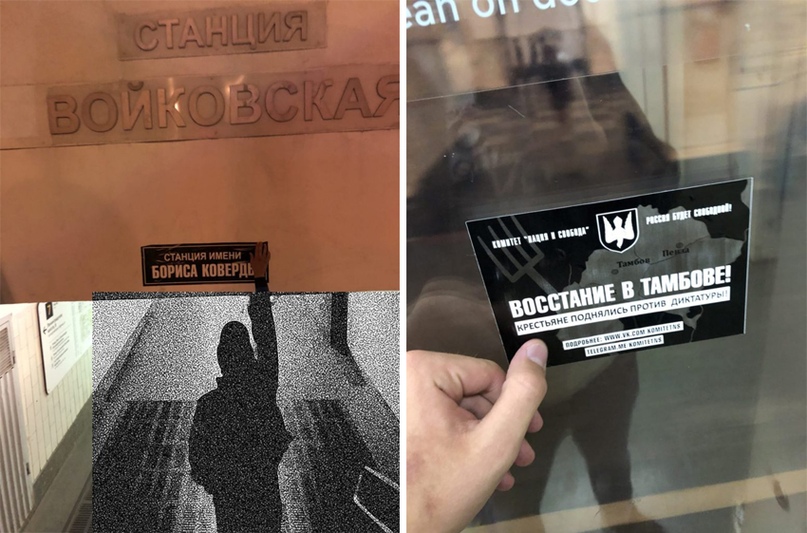 СТАНЦИЯ
ВОЙКОВСКАЯ
СТАНЦИЯ ИМЕНИ
БОРИСА КОВЕРДЫ
ean on doo
КОМИТЕТ "НАЦИЯ И СВОБОДА"
РОССИЯ БУДЕТ СВОБОДНОЙ!
Тамбов Пенза
ВОССТАНИЕ В ТАМБОВЕ!
КРЕСТЬЯНЕ ПОДНЯЛИСЬ ПРОТИВ ДИКТАТУРЫ!
ПОДРОБНЕЕ: WWW.VK.COM/KOMITETNS
TELEGRAM.ME/KOMITETNS